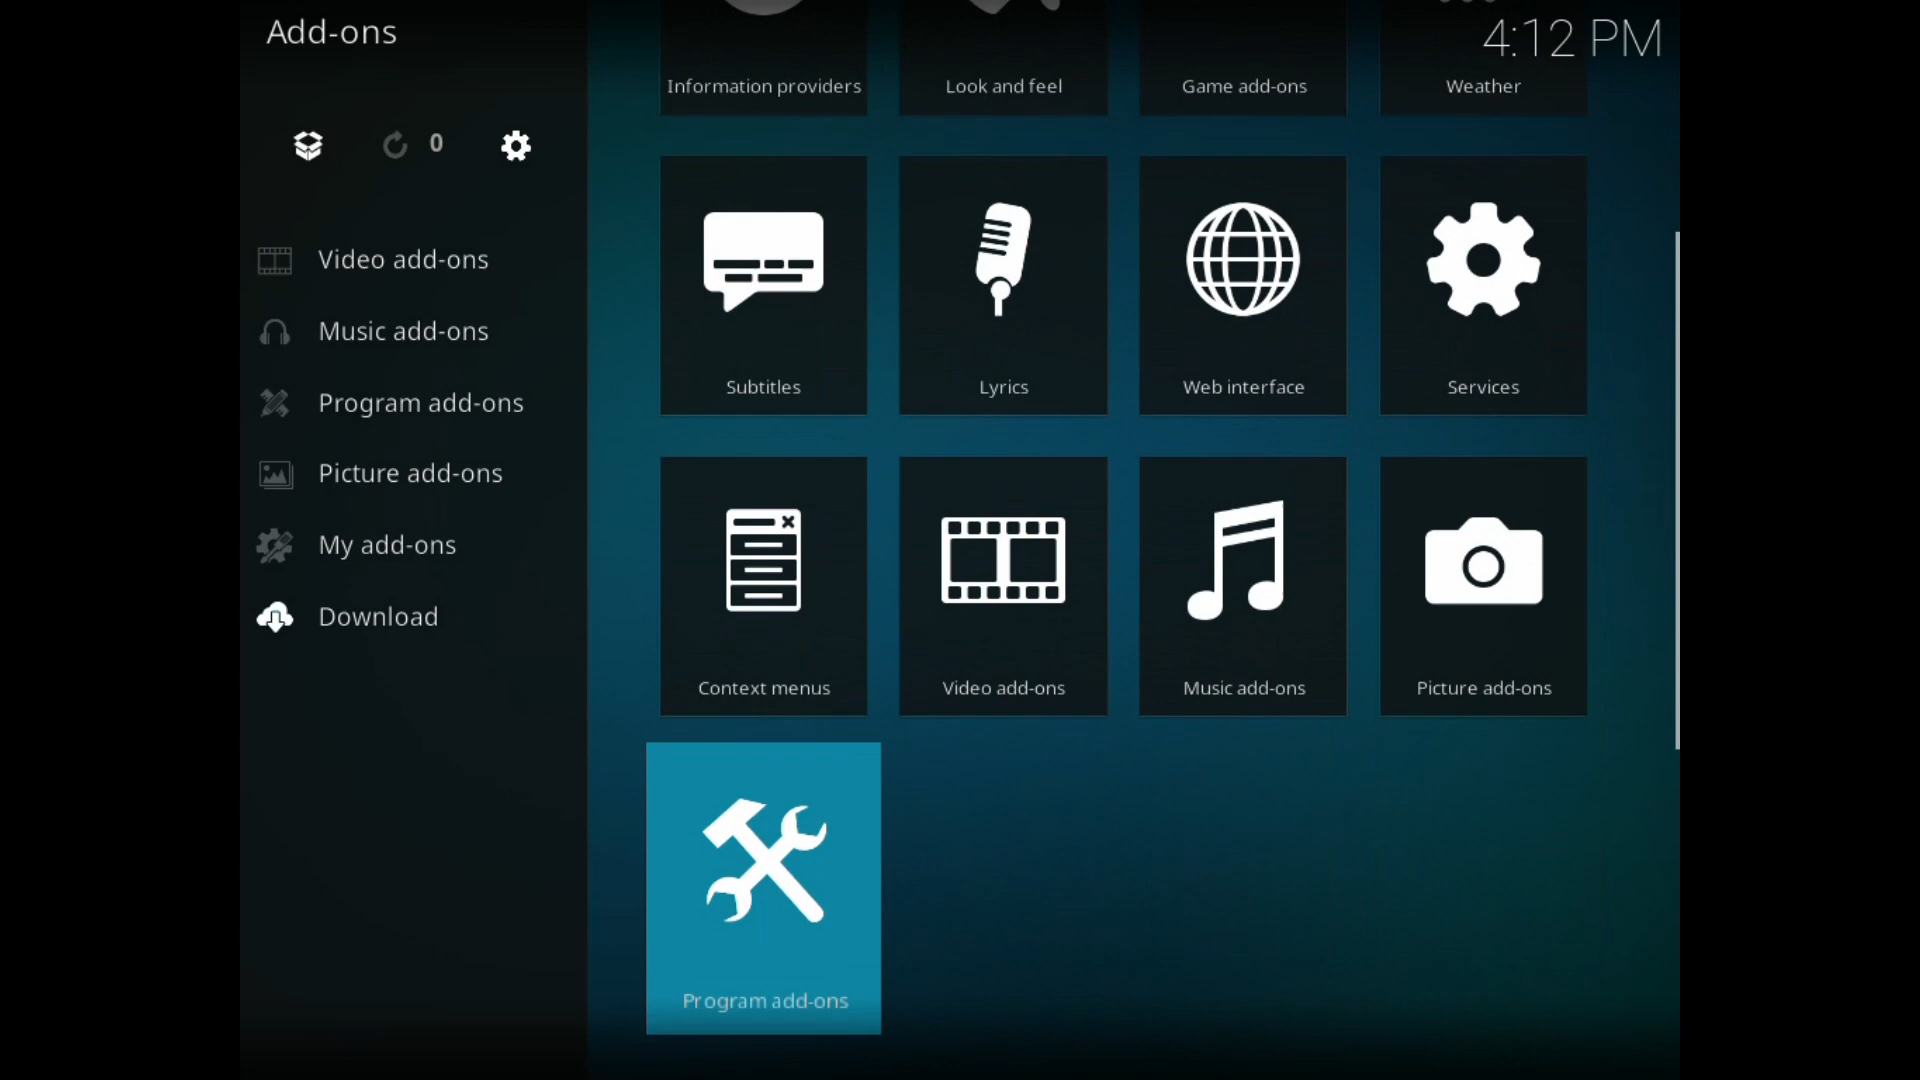 Add-ons
4:12 PM
0
Video add-ons
Music add-ons
Program add-ons
Picture add-ons
My add-ons
Download
Information providers
Look and feel
Game add-ons
Weather
Subtitles
Lyrics
Web interface
Services
Context menus
Video add-ons
Music add-ons
Picture add-ons
Program add-ons